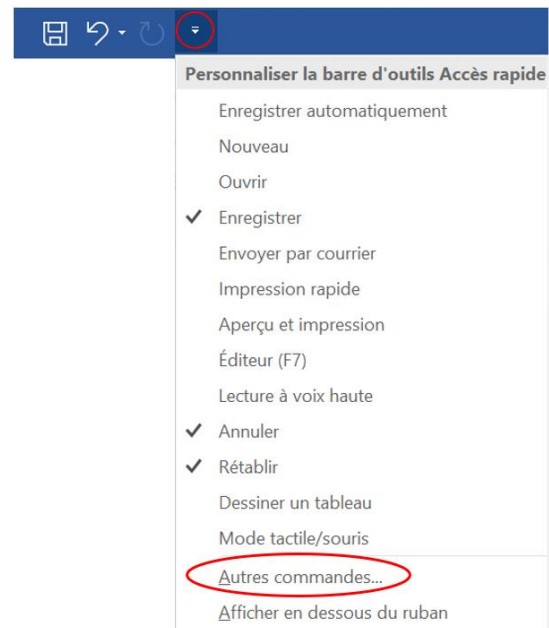 Personnaliser la barre d'outils Accès rapide
Enregistrer automatiquement
Nouveau
Ouvrir
Enregistrer
Envoyer par courrier
Impression rapide
Aperçu et impression
Éditeur (F7)
Lecture à voix haute
Annuler
Rétablir
Dessiner un tableau
Mode tactile/souris
Autres commandes...
Afficher en dessous du ruban